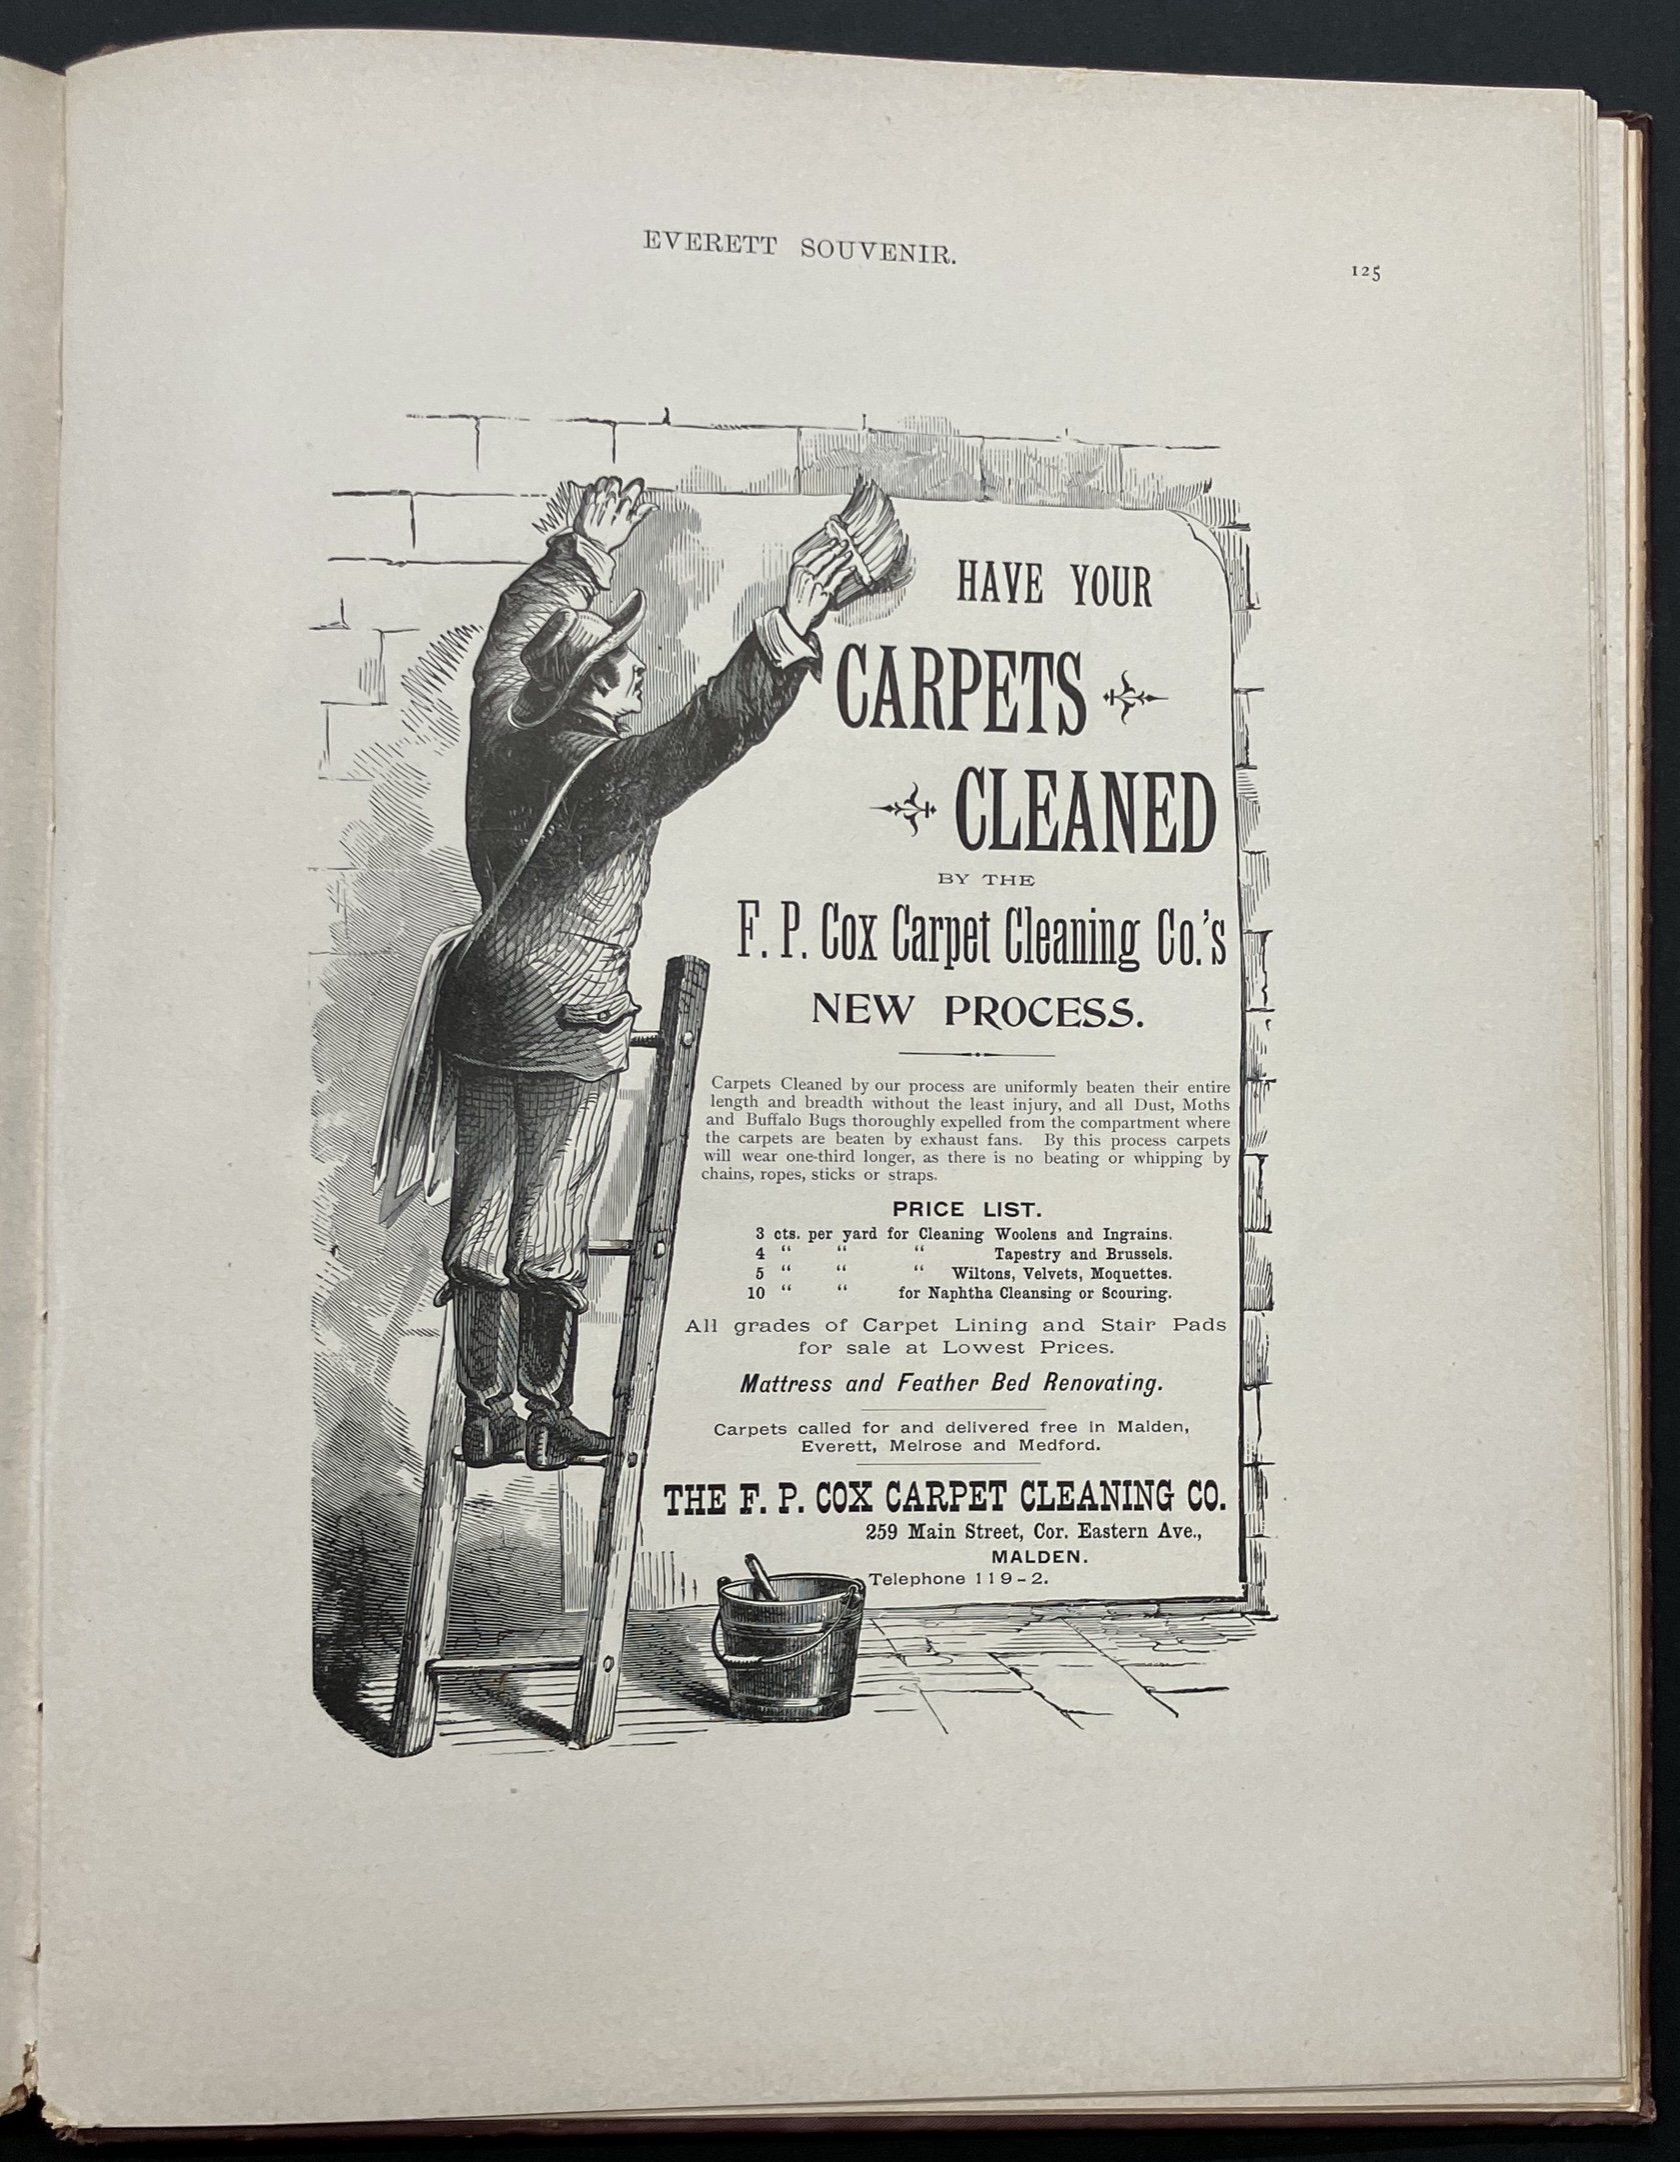 EVERETT SOUVENIR.
125
HAVE YOUR
CARPETS
CLEANED
BY THE
F. P. Cox Carpet Cleaning Co.'s
NEW PROCESS.
Carpets Cleaned by our process are uniformly beaten their entire
length and breadth without the least injury, and all Dust, Moths
and Buffalo Bugs thoroughly expelled from the compartment where
the carpets are beaten by exhaust fans. By this process carpets
will wear one-third longer, as there is no beating or whipping by
chains, ropes, sticks or straps.
PRICE LIST.
3 cts. per yard for Cleaning Woolens and Ingrains.
4 " " " Tapestry and Brussels.
5 " " " Wiltons, Velvets, Moquettes.
10 " " for Naphtha Cleansing or Scouring.
All grades of Carpet Lining and Stair Pads
for sale at Lowest Prices.
Mattress and Feather Bed Renovating.
Carpets called for and delivered free in Malden,
Everett, Melrose and Medford.
THE F. P. COX CARPET CLEANING CO.
259 Main Street, Cor. Eastern Ave.,
MALDEN.
Telephone 119-2.